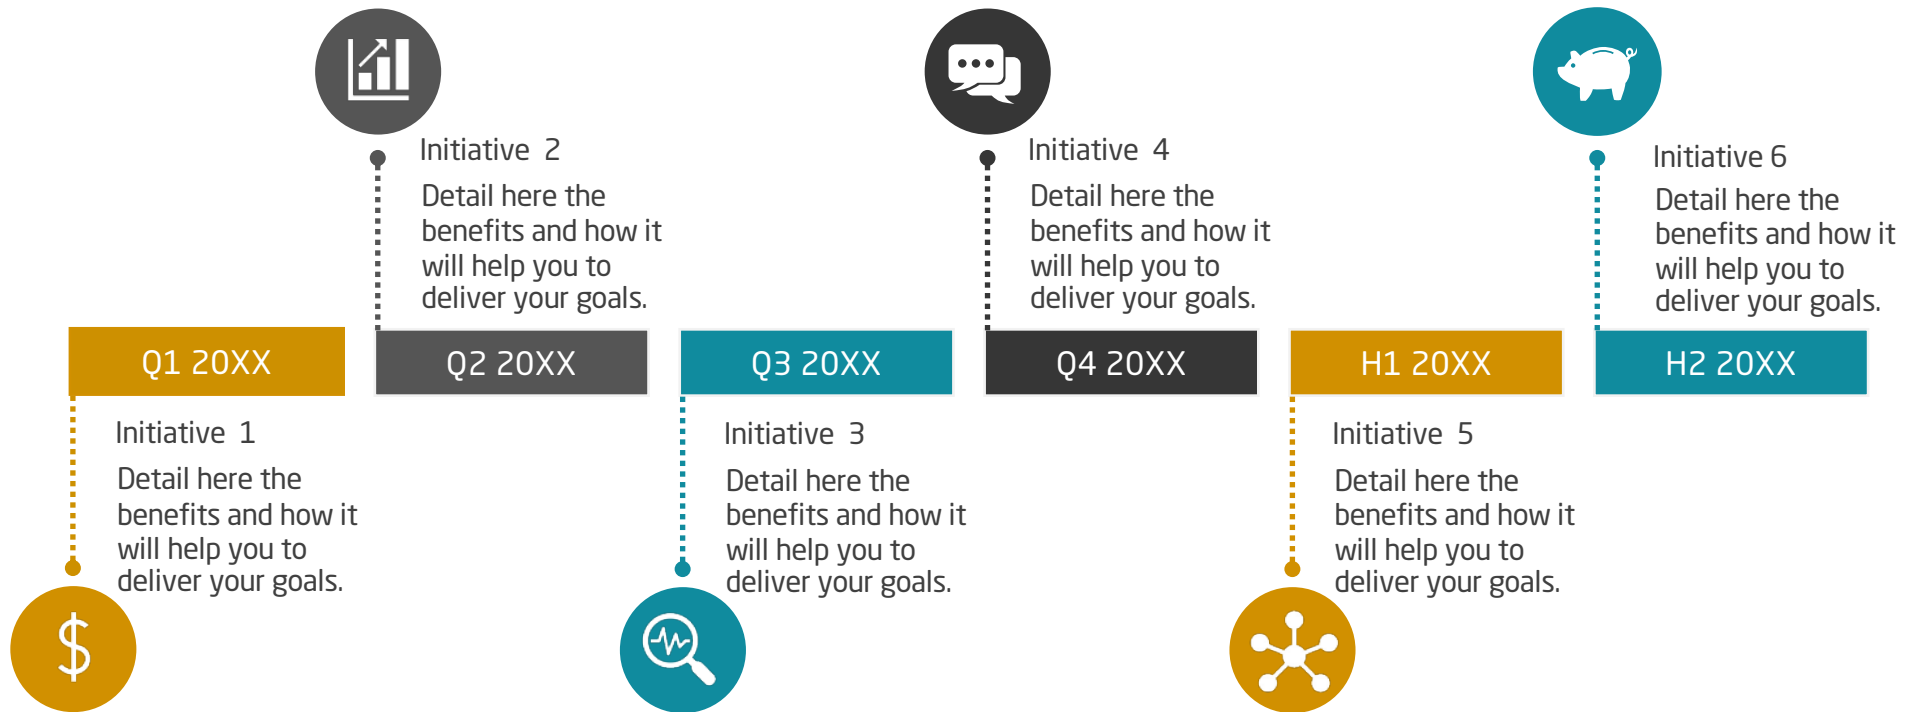 Initiative 2
Detail here the
benefits and how it
will help you to
deliver your goals.
Initiative 4
Detail here the
benefits and how it
will help you to
deliver your goals.
Initiative 6
Detail here the
benefits and how it
will help you to
deliver your goals.
Q1 20XX
Q2 20XX
Q3 20XX
Q4 20XX
H1 20XX
H2 20XX
Initiative 1
Detail here the
benefits and how it
will help you to
deliver your goals.
$
Initiative 3
Detail here the
benefits and how it
will help you to
deliver your goals.
Initiative 5
Detail here the
benefits and how it
will help you to
deliver your goals.